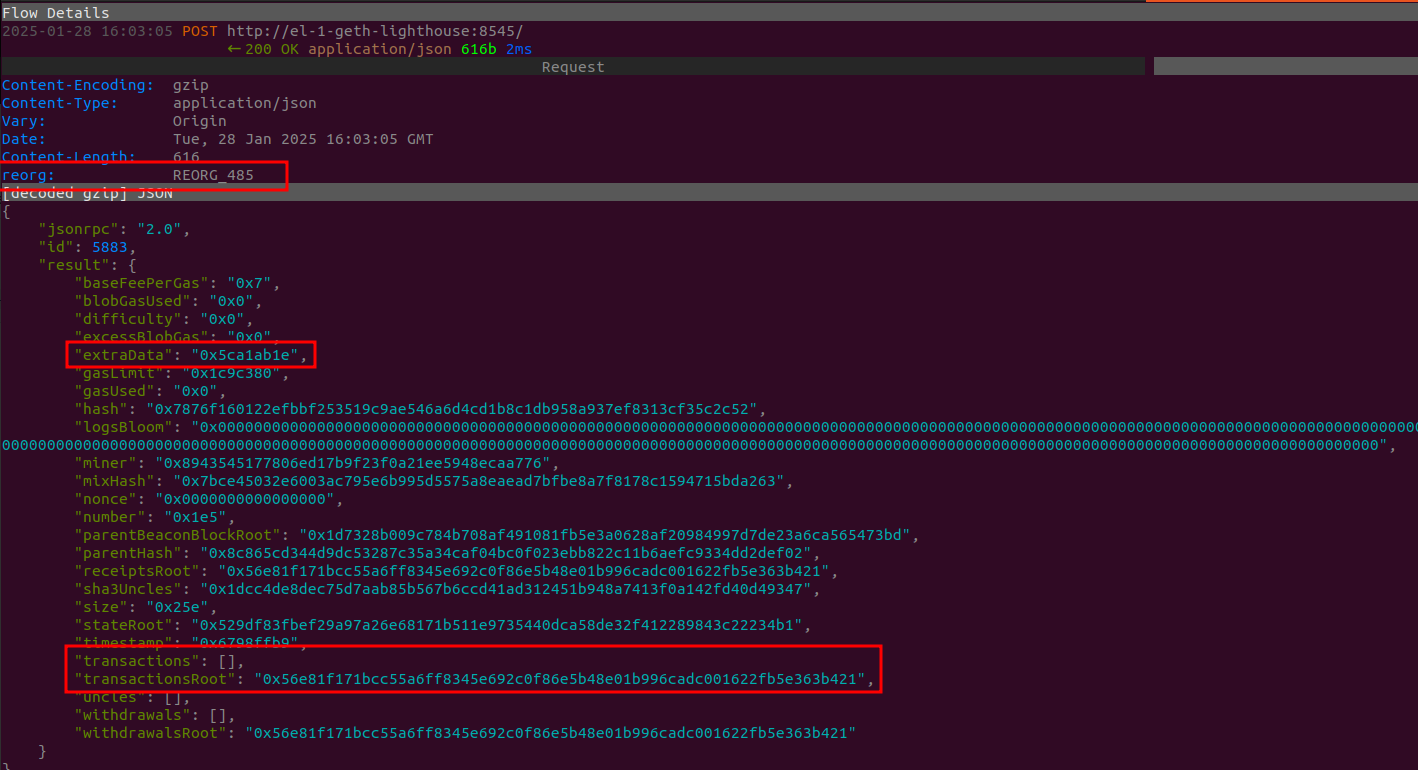 Flow Details
2025-01-28 16:03:05 POST http://el-1-geth-lighthouse:8545/
← 200 OK application/json 616b 2ms
Request
Content-Encoding: gzip
Content-Type: application/json
Vary: Origin
Date: Tue, 28 Jan 2025 16:03:05 GMT
Content-Length: 616
reorg: REORG_485
[decoded gzip] JSON
{
"jsonrpc": "2.0",
"id": 5883,
"result": {
"baseFeePerGas": "0x7",
"blobGasUsed": "0x0",
"difficulty": "0x0",
"excessBlobGas": "0x0",
"extraData": "0x5ca1ab1e",
"gasLimit": "0x1c9c380",
"gasUsed": "0x0",
"hash": "0x7876f160122efbbf253519c9ae546a6d4cd1b8c1db958a937ef8313cf35c2c52",
"logsBloom":
"miner": "0x8943545177806ed17b9f23f0a21ee5948ecaa776",
"mixHash": "0x7bce45032e6003ac795e6b995d5575a8eaead7bfbe8a7f8178c1594715bda263",
"nonce": "0x0000000000000000",
"number": "0x1e5",
"parentBeaconBlockRoot": "0x1d7328b009c784b708af491081fb5e3a0628af20984997d7de23a6ca565473bd",
"parentHash": "0x8c865cd344d9dc53287c35a34caf04bc0f023ebb822c11b6aefc9334dd2def02",
"receiptsRoot": "0x56e81f171bcc55a6ff8345e692c0f86e5b48e01b996cadc001622fb5e363b421",
"sha3Uncles": "0x1dcc4de8dec75d7aab85b567b6ccd41ad312451b948a7413f0a142fd40d49347",
"size": "0x25e",
"stateRoot": "0x529df83fbef29a97a26e68171b511e9735440dca58de32f412289843c22234b1",
"timestamp": "0x6798ffb9",
"transactions": [],
"transactionsRoot": "0x56e81f171bcc55a6ff8345e692c0f86e5b48e01b996cadc001622fb5e363b421",
"uncles": [],
"withdrawals": [],
"withdrawalsRoot": "0x56e81f171bcc55a6ff8345e692c0f86e5b48e01b996cadc001622fb5e363b421"
}
}